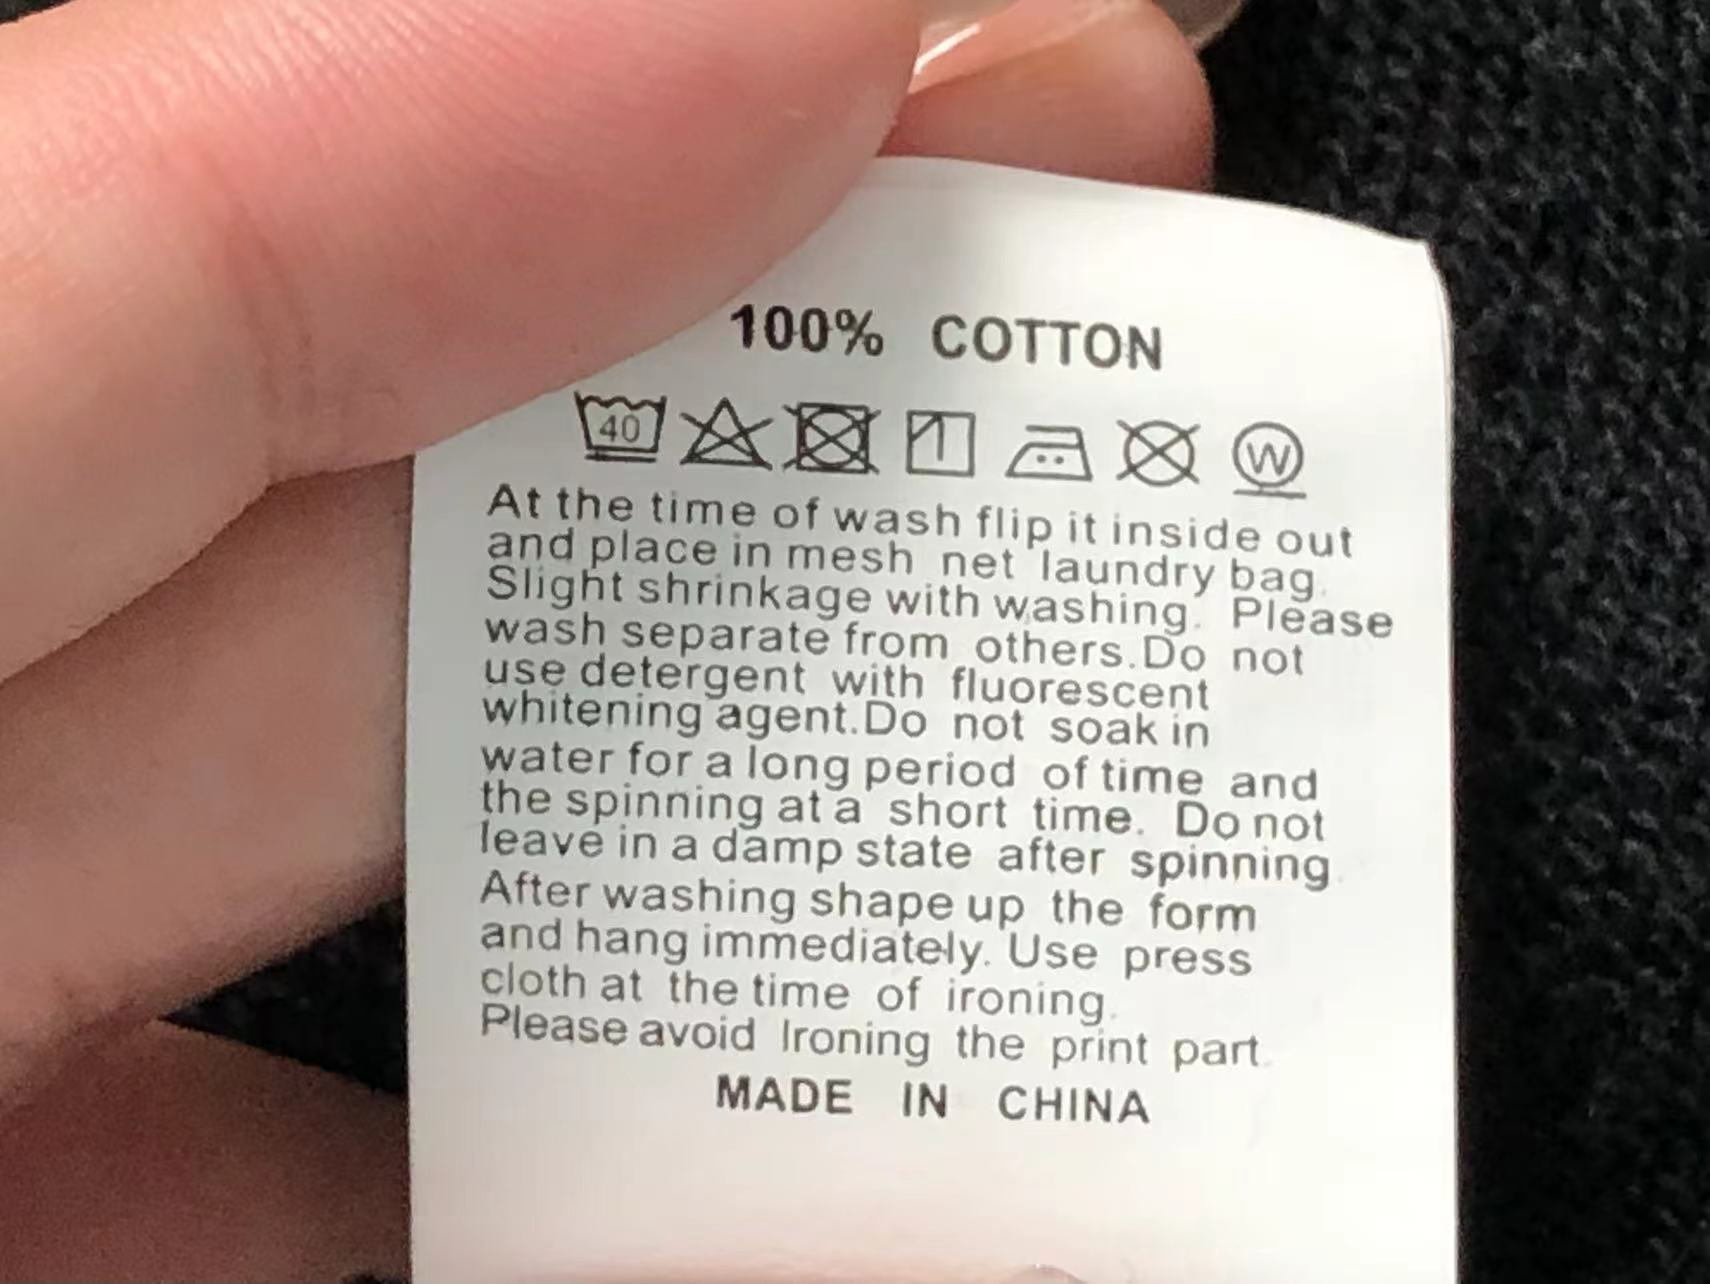 100% COTTON
40 W
At the time of wash flip it inside out
and place in mesh net laundry bag.
Slight shrinkage with washing. Please
wash separate from others.Do not
use detergent with fluorescent
whitening agent.Do not soak in
water for a long period of time and
the spinning at a short time. Do not
leave in a damp state after spinning.
After washing shape up the form
and hang immediately. Use press
cloth at the time of ironing.
Please avoid Ironing the print part.
MADE IN CHINA